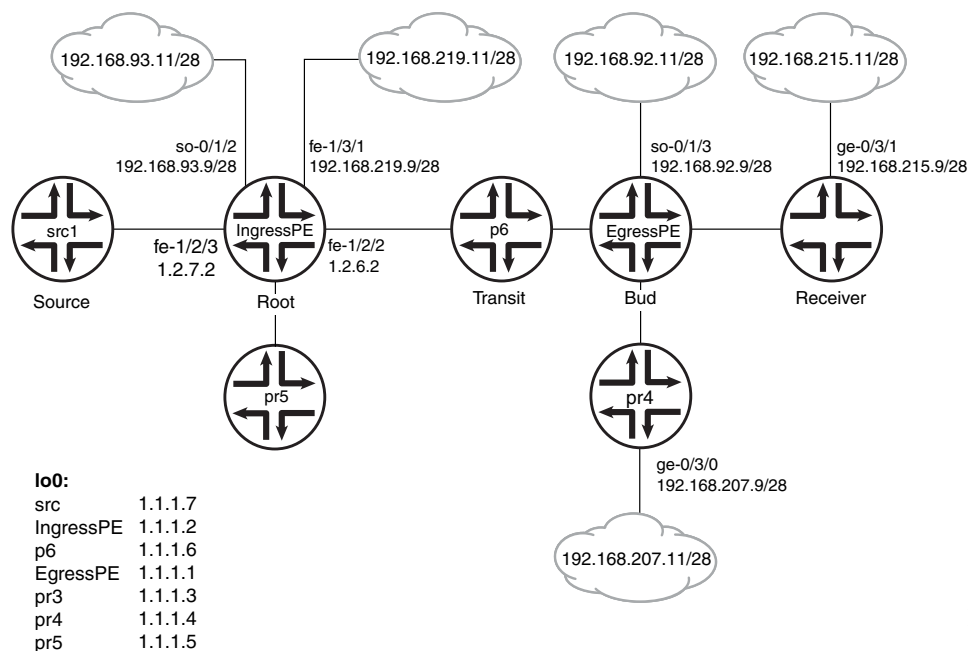 192.168.93.11/28
192.168.219.11/28
192.168.92.11/28
192.168.215.11/28
so-0/1/2
192.168.93.9/28
fe-1/3/1
192.168.219.9/28
so-0/1/3
192.168.92.9/28
ge-0/3/1
192.168.215.9/28
src1
IngressPE
p6
EgressPE
fe-1/2/3
1.2.7.2
fe-1/2/2
1.2.6.2
Source
Root
Transit
Bud
Receiver
pr5
pr4
ge-0/3/0
192.168.207.9/28
192.168.207.11/28
lo0:
src 1.1.1.7
IngressPE 1.1.1.2
p6 1.1.1.6
EgressPE 1.1.1.1
pr3 1.1.1.3
pr4 1.1.1.4
pr5 1.1.1.5